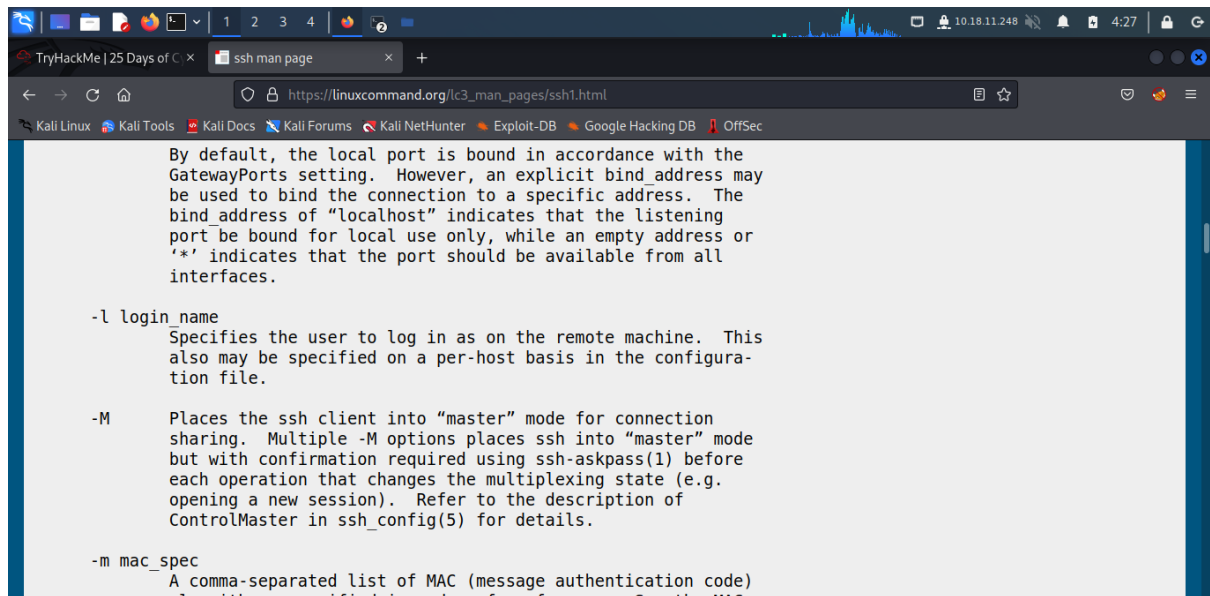 1 2 3 4 10.18.11.248 4:27
TryHackMe | 25 Days of Cy ssh man page
https://linuxcommand.org/lc3_man_pages/ssh1.html
Kali Linux Kali Tools Kali Docs Kali Forums Kali NetHunter Exploit-DB Google Hacking DB OffSec
By default, the local port is bound in accordance with the
GatewayPorts setting. However, an explicit bind_address may
be used to bind the connection to a specific address. The
bind_address of “localhost” indicates that the listening
port be bound for local use only, while an empty address or
‘*’ indicates that the port should be available from all
interfaces.
-l login_name
Specifies the user to log in as on the remote machine. This
also may be specified on a per-host basis in the configura-
tion file.
-M Places the ssh client into “master” mode for connection
sharing. Multiple -M options places ssh into “master” mode
but with confirmation required using ssh-askpass(1) before
each operation that changes the multiplexing state (e.g.
opening a new session). Refer to the description of
ControlMaster in ssh_config(5) for details.
-m mac_spec
A comma-separated list of MAC (message authentication code)